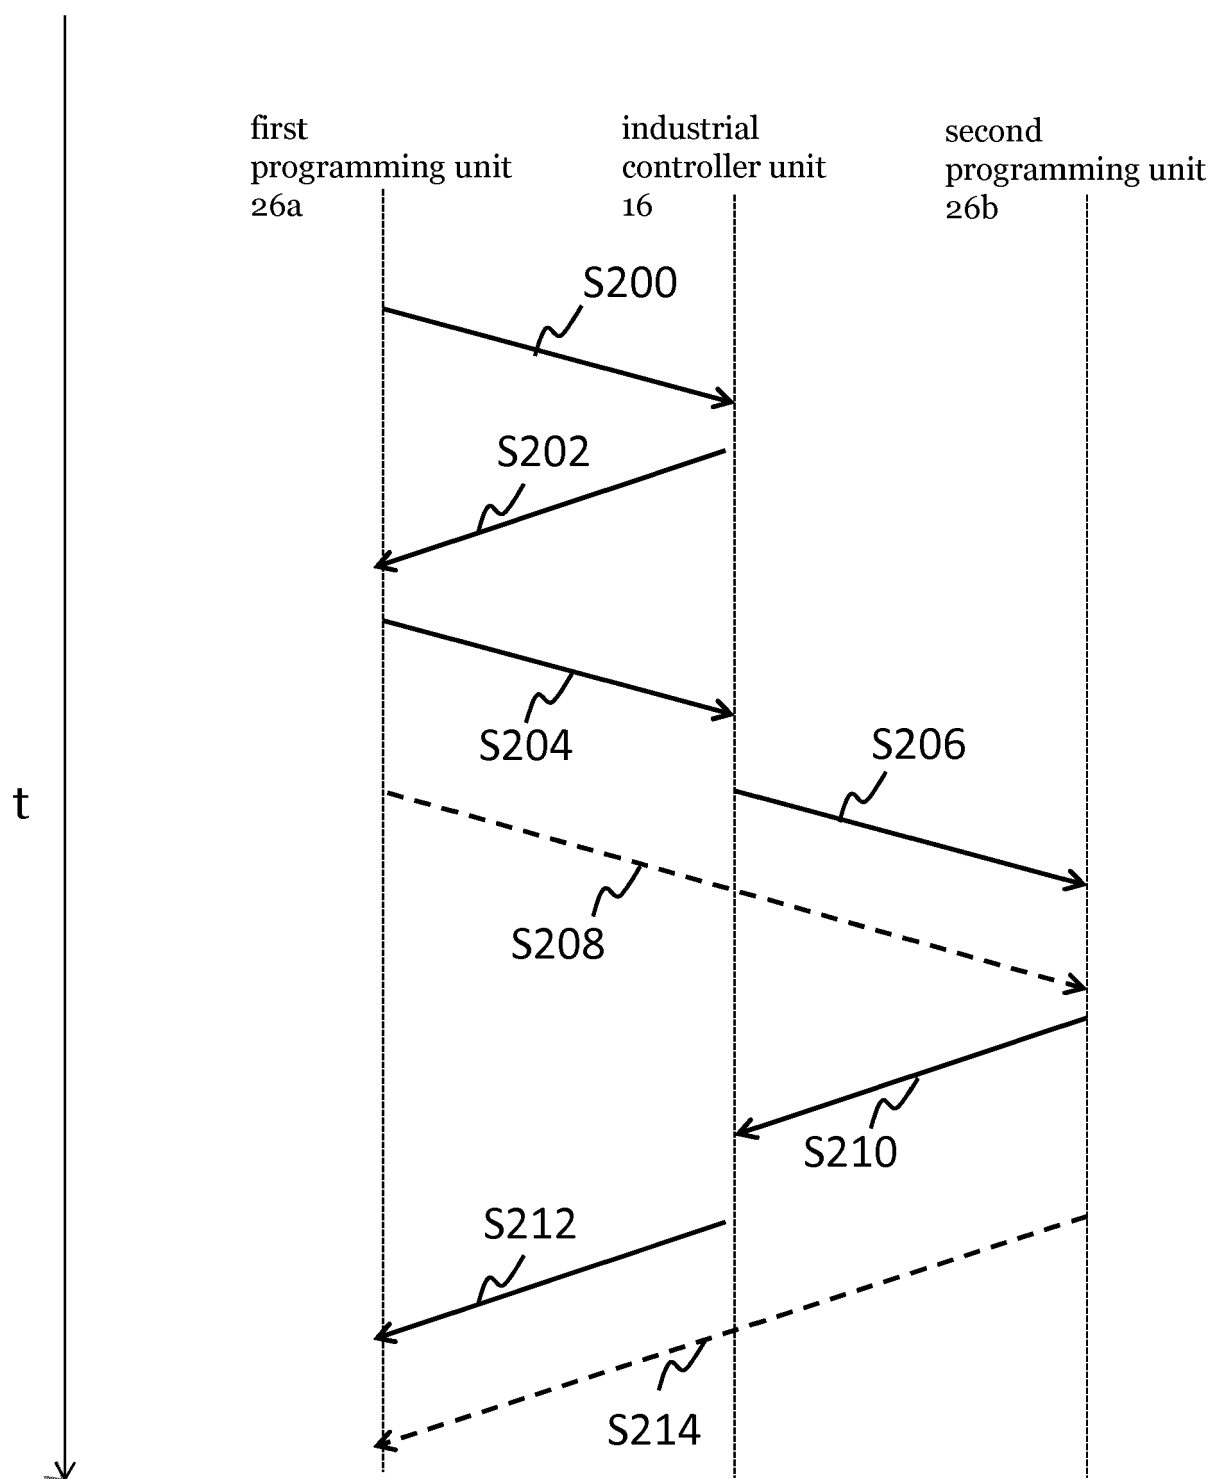 first
programming unit
26a
industrial
controller unit
16
second
programming unit
26b
S200
S202
S204
S206
t
S208
S210
S212
S214